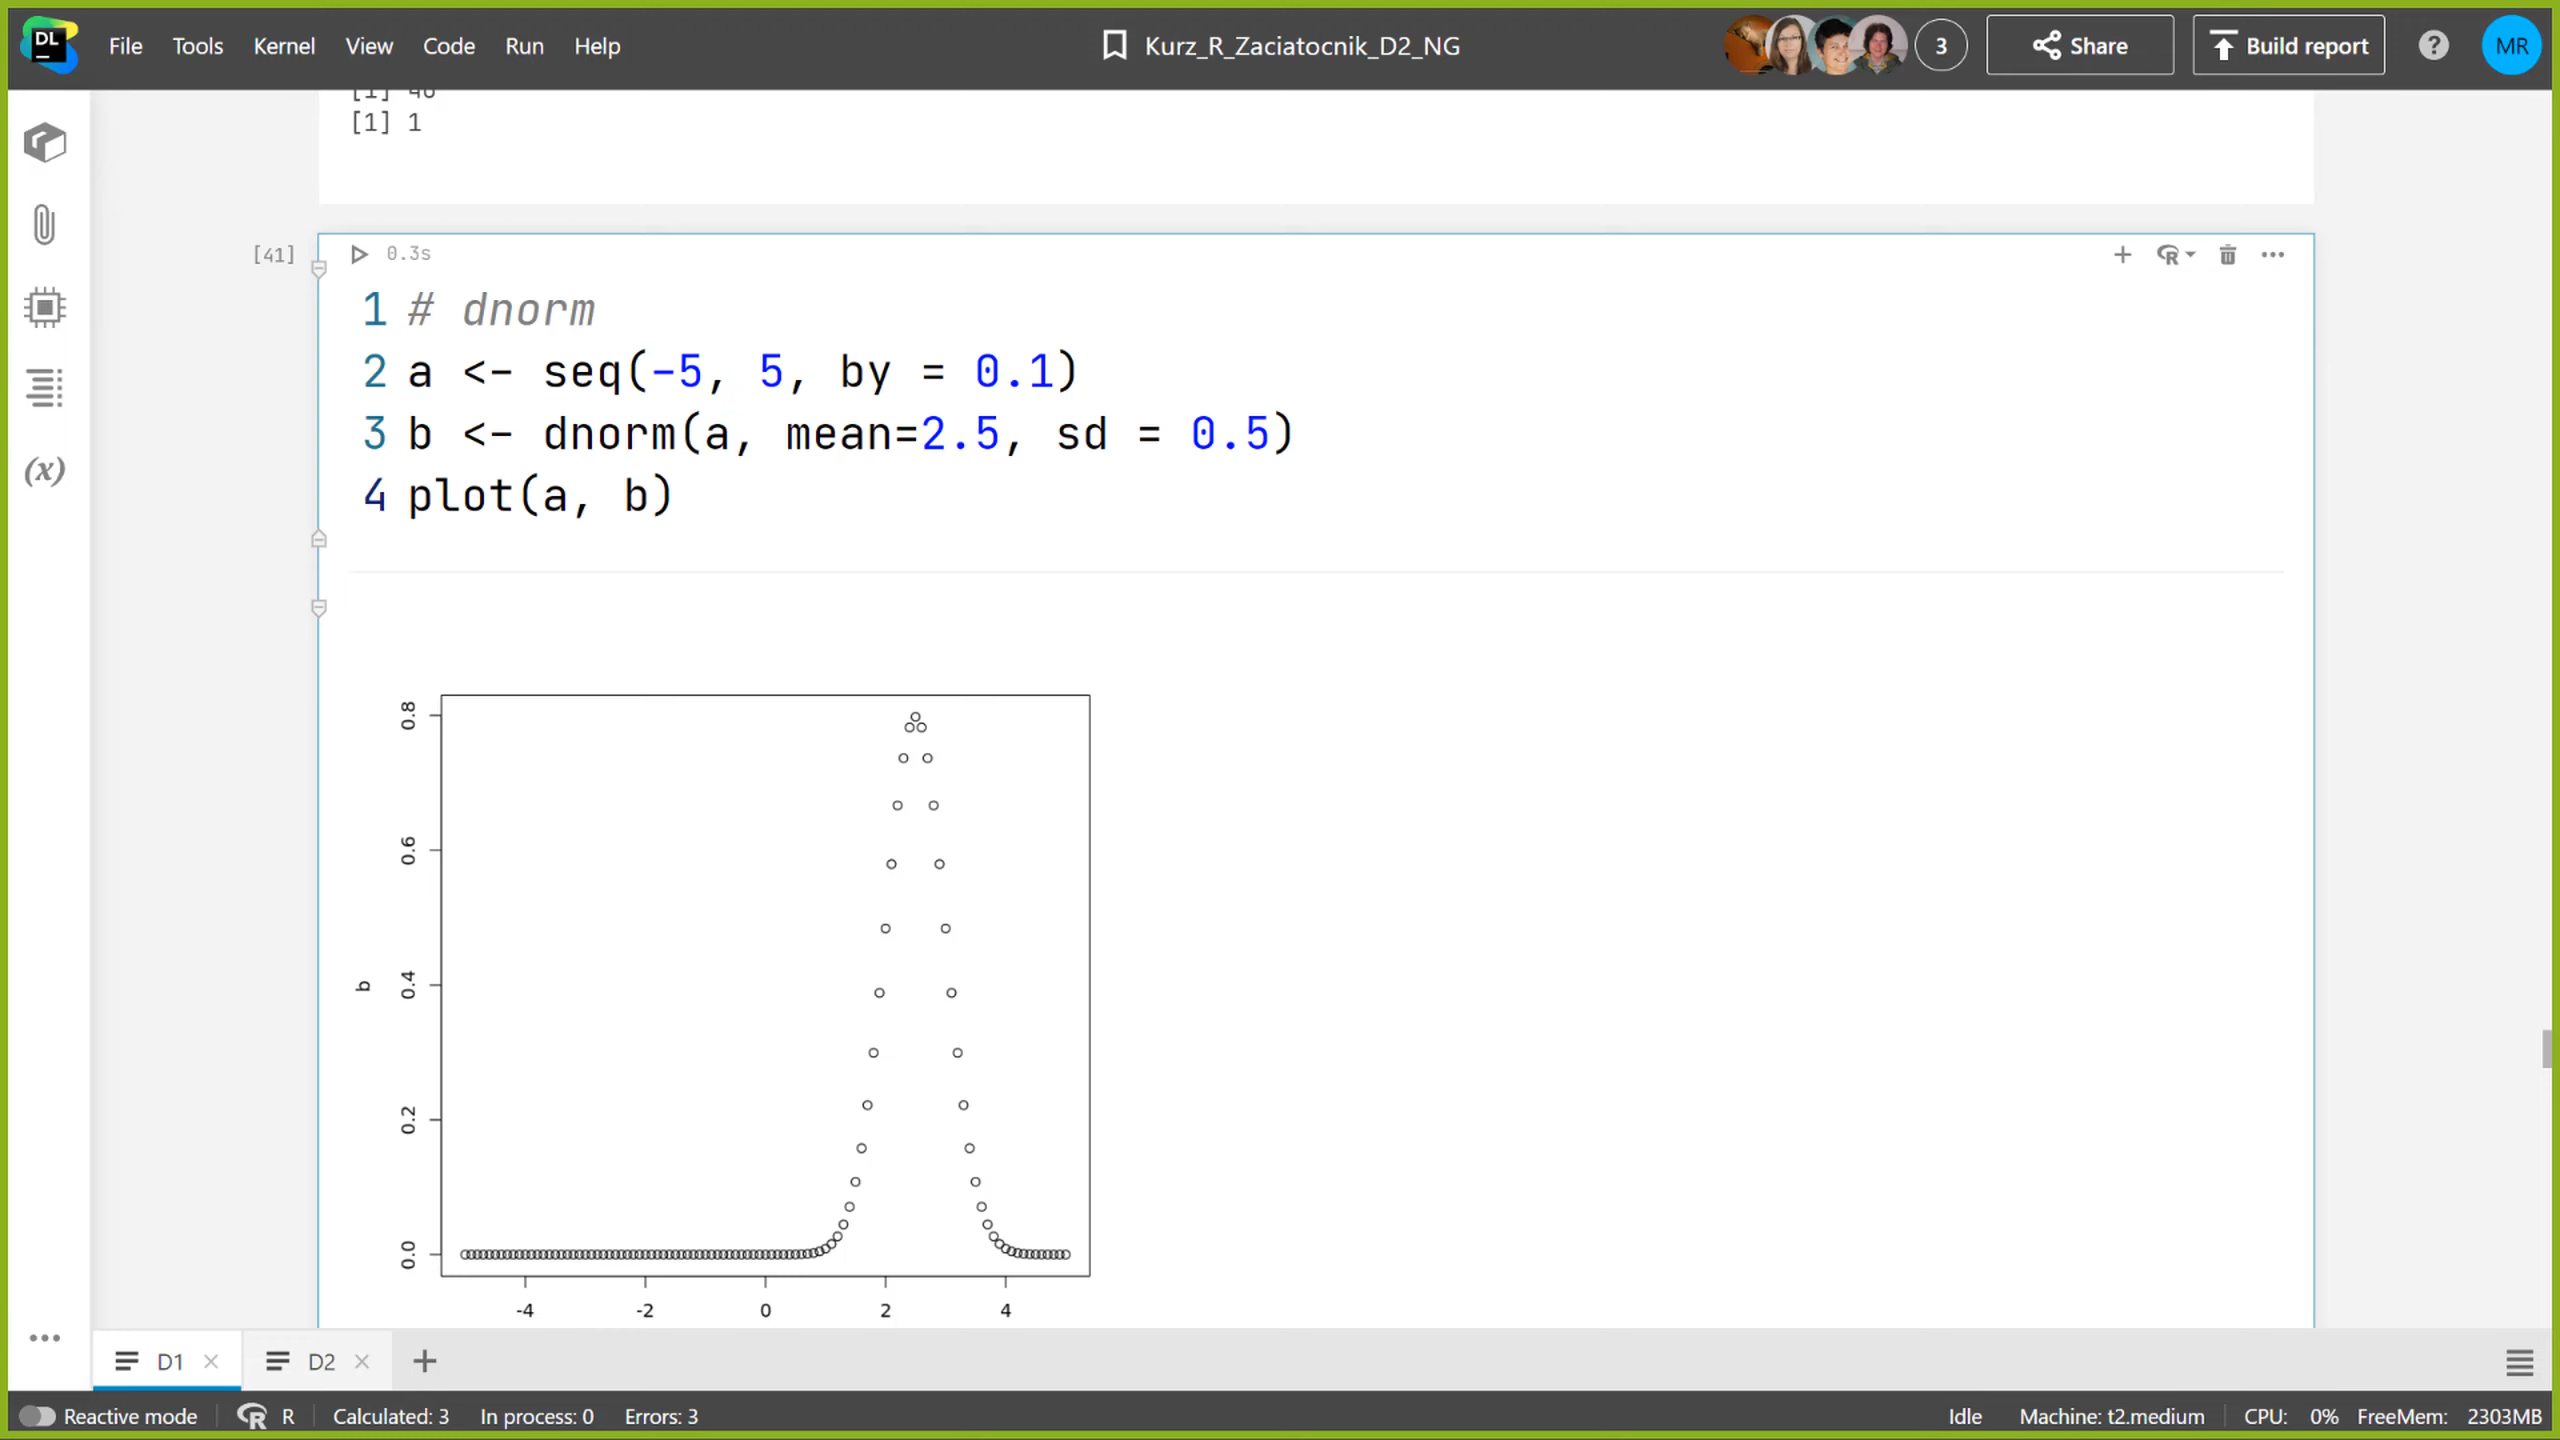 DL File Tools Kernel View Code Run Help Kurz_R_Zaciatocnik_D2_NG 3 Share Build report ? MR
[1] 1
[41] 0.3s
1 # dnorm
2 a <- seq(-5, 5, by = 0.1)
3 b <- dnorm(a, mean=2.5, sd = 0.5)
4 plot(a, b)
(x)
0.8
0.6
0.4
b
0.2
0.0
-4 -2 0 2 4
D1 D2
Reactive mode R R Calculated: 3 In process: 0 Errors: 3 Idle Machine: t2.medium CPU: 0% FreeMem: 2303MB